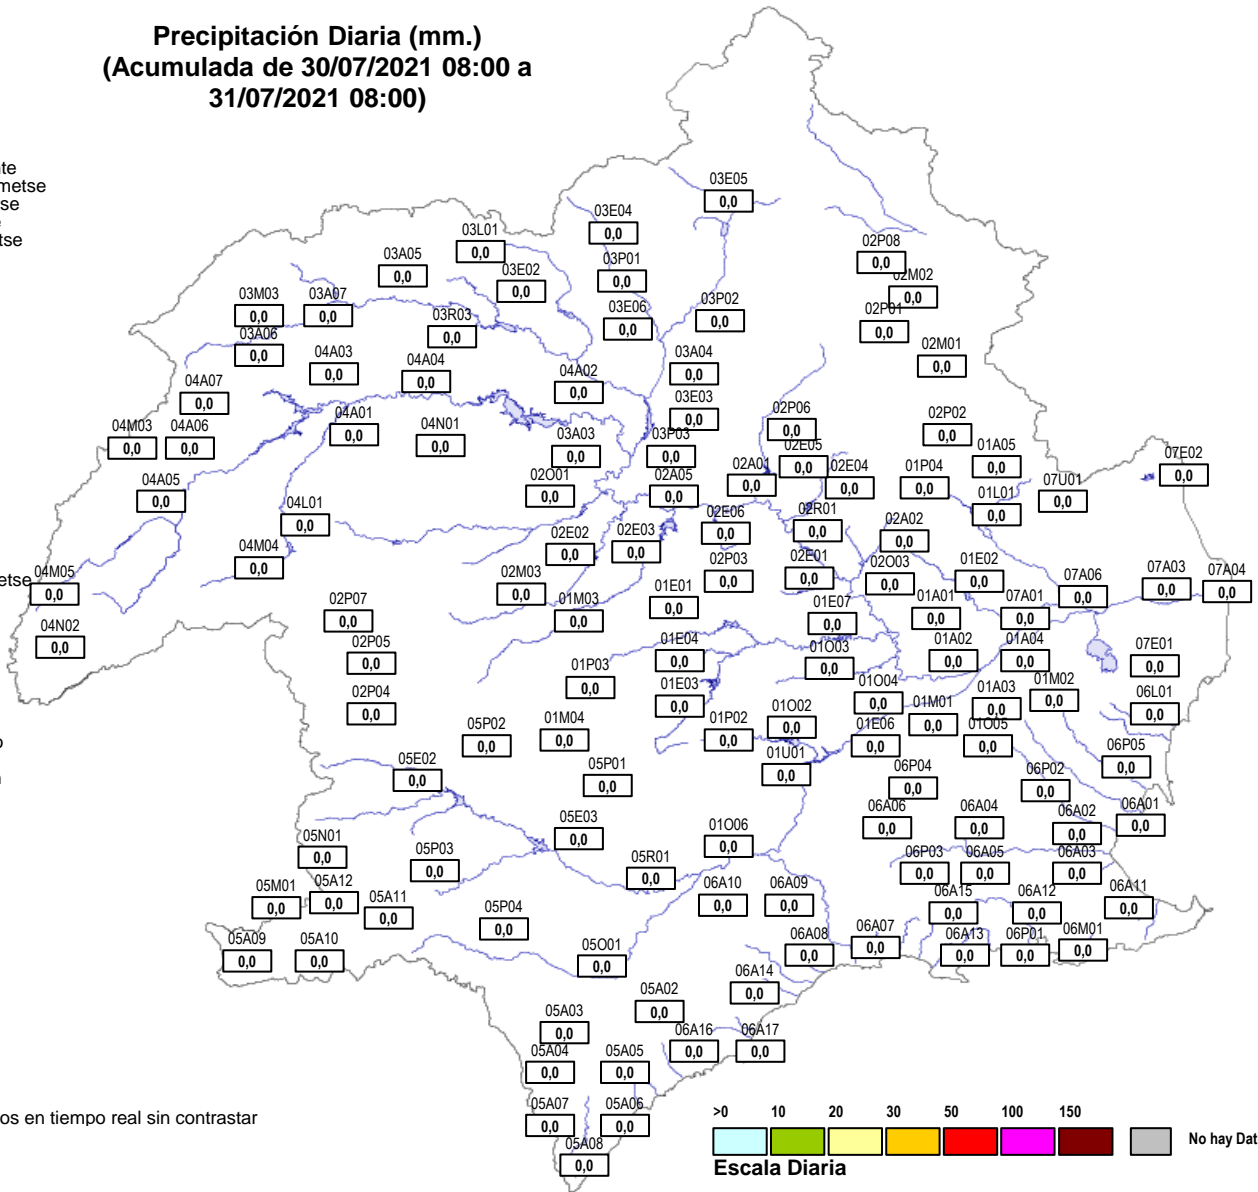 Precipitación Diaria (mm.)
(Acumulada de 30/07/2021 08:00 a
31/07/2021 08:00)
03E05
0,0
03E04
0,0
03L01
0,0
03A05
0,0
03P01
0,0
03E02
0,0
02P08
0,0
02M02
0,0
03M03
0,0
03A07
0,0
03R03
0,0
03E06
0,0
03P02
0,0
02P01
0,0
03A06
0,0
04A03
0,0
04A04
0,0
04A02
0,0
03A04
0,0
02M01
0,0
04A07
0,0
03E03
0,0
04M03
0,0
04A06
0,0
04A01
0,0
04N01
0,0
03A03
0,0
03P03
0,0
02P06
0,0
02E05
0,0
02P02
0,0
01A05
0,0
07E02
0,0
04A05
0,0
02O01
0,0
02A05
0,0
02A01
0,0
02E04
0,0
01P04
0,0
01L01
0,0
07U01
0,0
04L01
0,0
02E06
0,0
02R01
0,0
02A02
0,0
04M04
0,0
02E02
0,0
02E03
0,0
metse
04M05
0,0
02M03
0,0
02P03
0,0
02E01
0,0
02O03
0,0
01E02
0,0
07A06
0,0
07A03
0,0
07A04
0,0
02P07
0,0
01M03
0,0
01E01
0,0
01E07
0,0
01A01
0,0
07A01
0,0
04N02
0,0
02P05
0,0
01E04
0,0
01O03
0,0
01A02
0,0
01A04
0,0
07E01
0,0
01P03
0,0
02P04
0,0
01E03
0,0
01O04
0,0
01M01
0,0
01A03
0,0
01M02
0,0
06L01
0,0
05P02
0,0
01M04
0,0
01P02
0,0
01O02
0,0
01E06
0,0
01O05
0,0
05E02
0,0
05P01
0,0
01U01
0,0
06P04
0,0
06P02
0,0
06P05
0,0
05E03
0,0
01O06
0,0
06A06
0,0
06A04
0,0
06A02
0,0
06A01
0,0
05N01
0,0
05P03
0,0
05R01
0,0
06P03
0,0
06A05
0,0
06A03
0,0
05M01
0,0
05A12
0,0
05A11
0,0
06A10
0,0
06A09
0,0
06A15
0,0
06A12
0,0
06A11
0,0
05P04
0,0
05A09
0,0
05A10
0,0
05O01
0,0
06A08
0,0
06A07
0,0
06A13
0,0
06P01
0,0
06M01
0,0
06A14
0,0
05A02
0,0
05A03
0,0
06A16
0,0
06A17
0,0
05A04
0,0
05A05
0,0
05A07
0,0
05A06
0,0
05A08
0,0
os en tiempo real sin contrastar
>0 10 20 30 50 100 150
No hay Dat
Escala Diaria